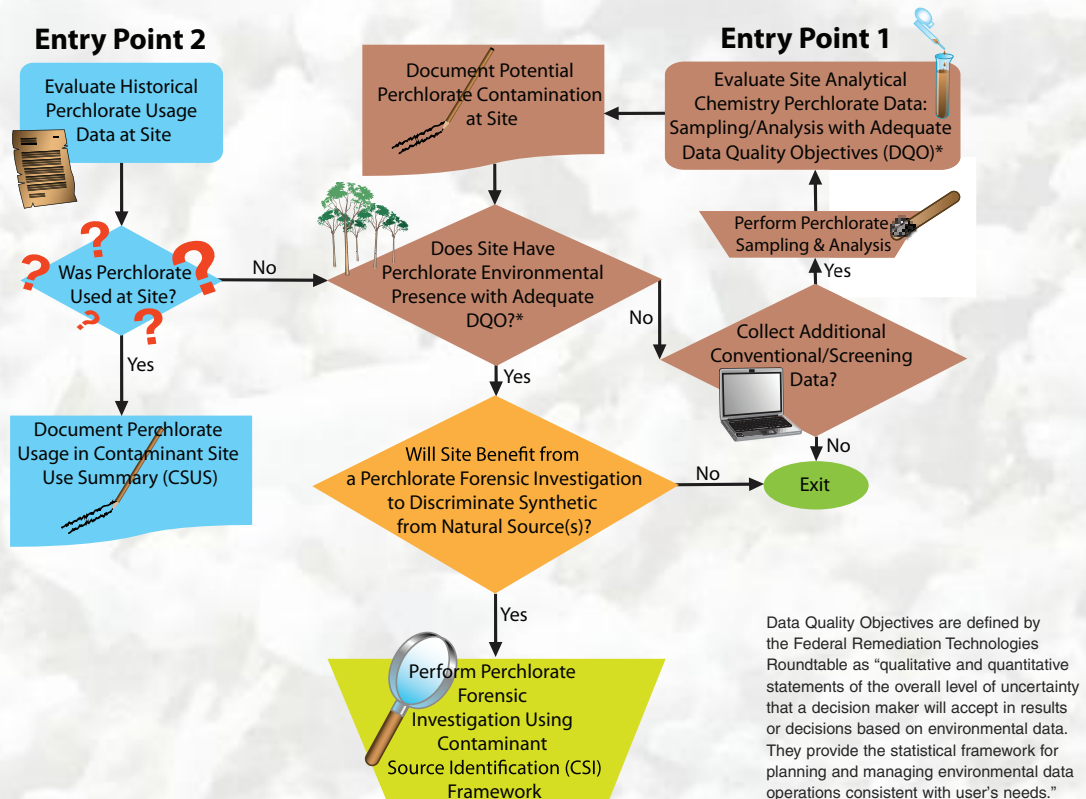 Entry Point 2
Evaluate Historical
Perchlorate Usage
Data at Site
Was Perchlorate
Used at Site?
No
Yes
Document Perchlorate
Usage in Contaminant Site
Use Summary (CSUS)
Document Potential
Perchlorate Contamination
at Site
Entry Point 1
Evaluate Site Analytical
Chemistry Perchlorate Data:
Sampling/Analysis with Adequate
Data Quality Objectives (DQO)*
Perform Perchlorate
Sampling & Analysis
Yes
Does Site Have
Perchlorate Environmental
Presence with Adequate
DQO?*
No
Yes
Collect Additional
Conventional/Screening
Data?
No
Will Site Benefit from
a Perchlorate Forensic Investigation
to Discriminate Synthetic
from Natural Source(s)?
No
Exit
Yes
Perform Perchlorate
Forensic
Investigation Using
Contaminant
Source Identification (CSI)
Framework
Data Quality Objectives are defined by
the Federal Remediation Technologies
Roundtable as “qualitative and quantitative
statements of the overall level of uncertainty
that a decision maker will accept in results
or decisions based on environmental data.
They provide the statistical framework for
planning and managing environmental data
operations consistent with user's needs.”